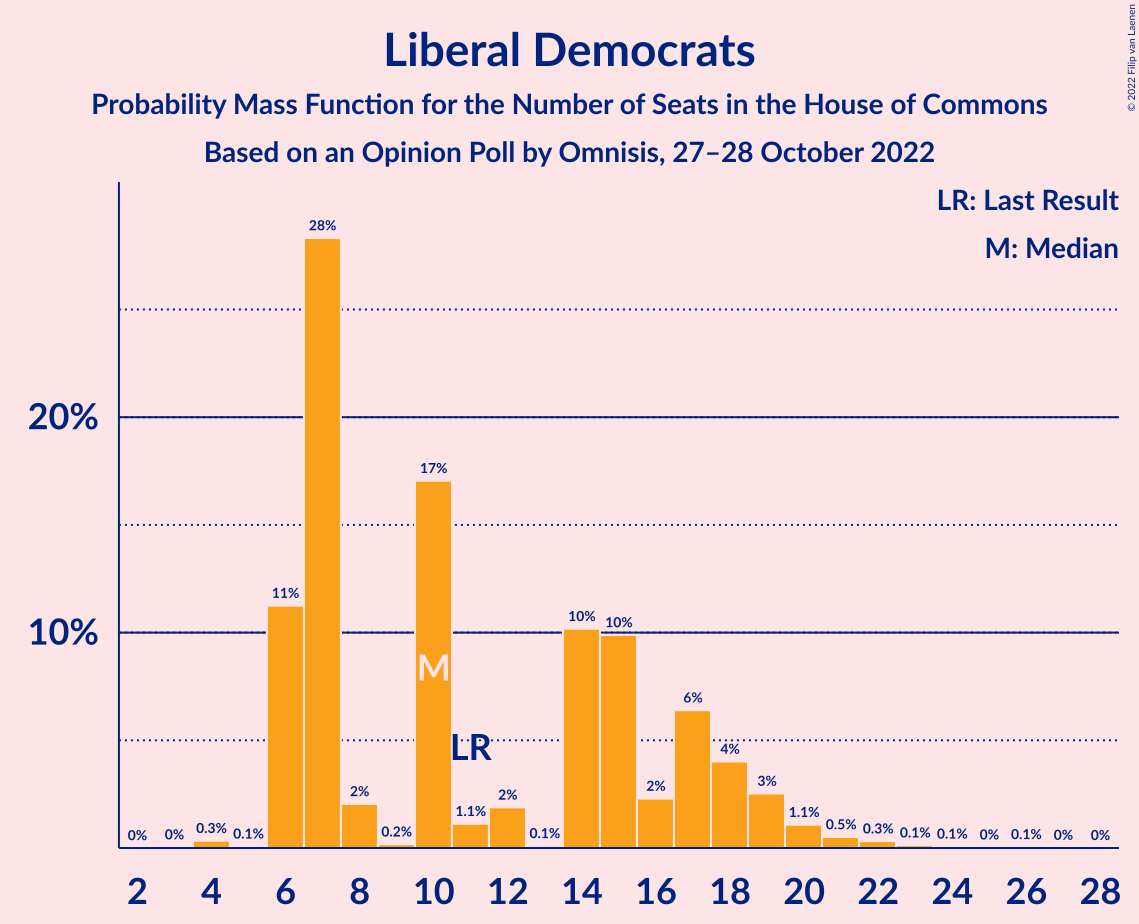 © 2022 Filip van Laenen
Liberal Democrats
Probability Mass Function for the Number of Seats in the House of Commons
Based on an Opinion Poll by Omnisis, 27–28 October 2022
LR: Last Result
M: Median
20%
10%
0% 0% 0.3% 0.1% 11% 28% 2% 0.2% 17% 1.1% 2% 0.1% 10% 10% 2% 6% 4% 3% 1.1% 0.5% 0.3% 0.1% 0.1% 0% 0.1% 0% 0%
M
LR
2 4 6 8 10 12 14 16 18 20 22 24 26 28